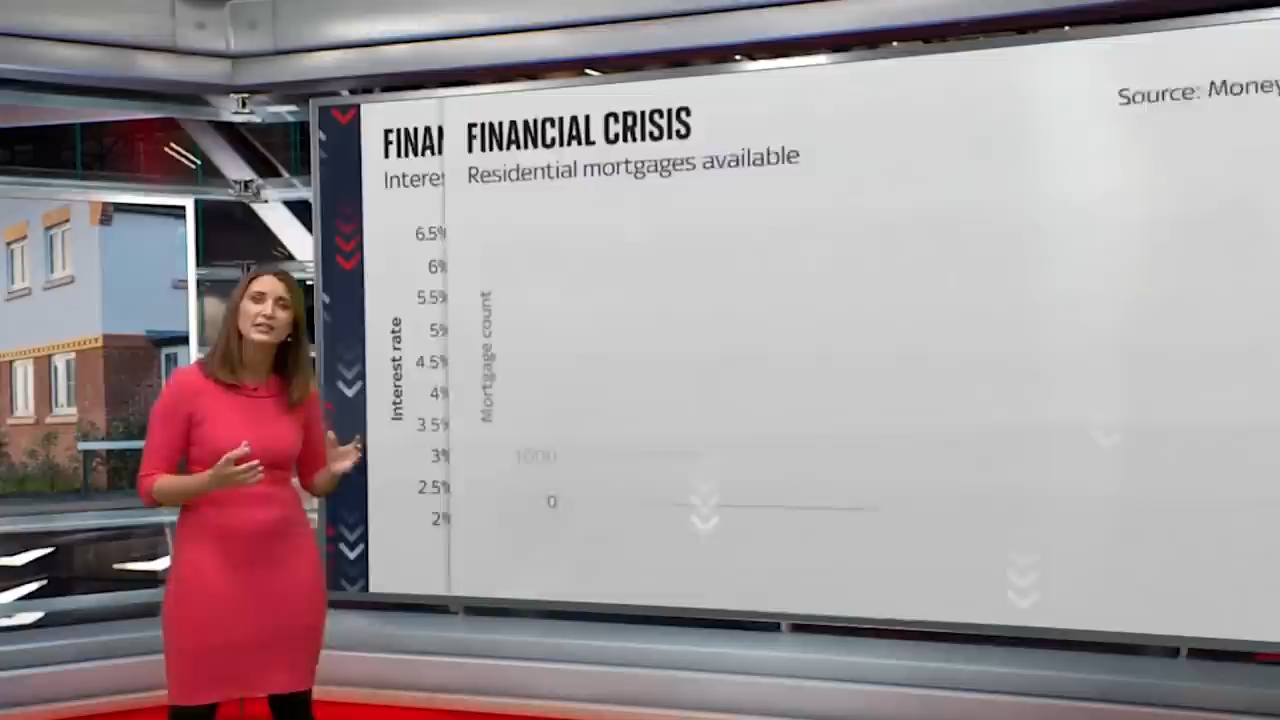 FINAN
Interes
6.5%
6%
5.5%
5%
4.5%
4%
3.5%
3%
2.5%
2%
Interest rate
FINANCIAL CRISIS
Residential mortgages available
Source: Money
Mortgage count
1000
0